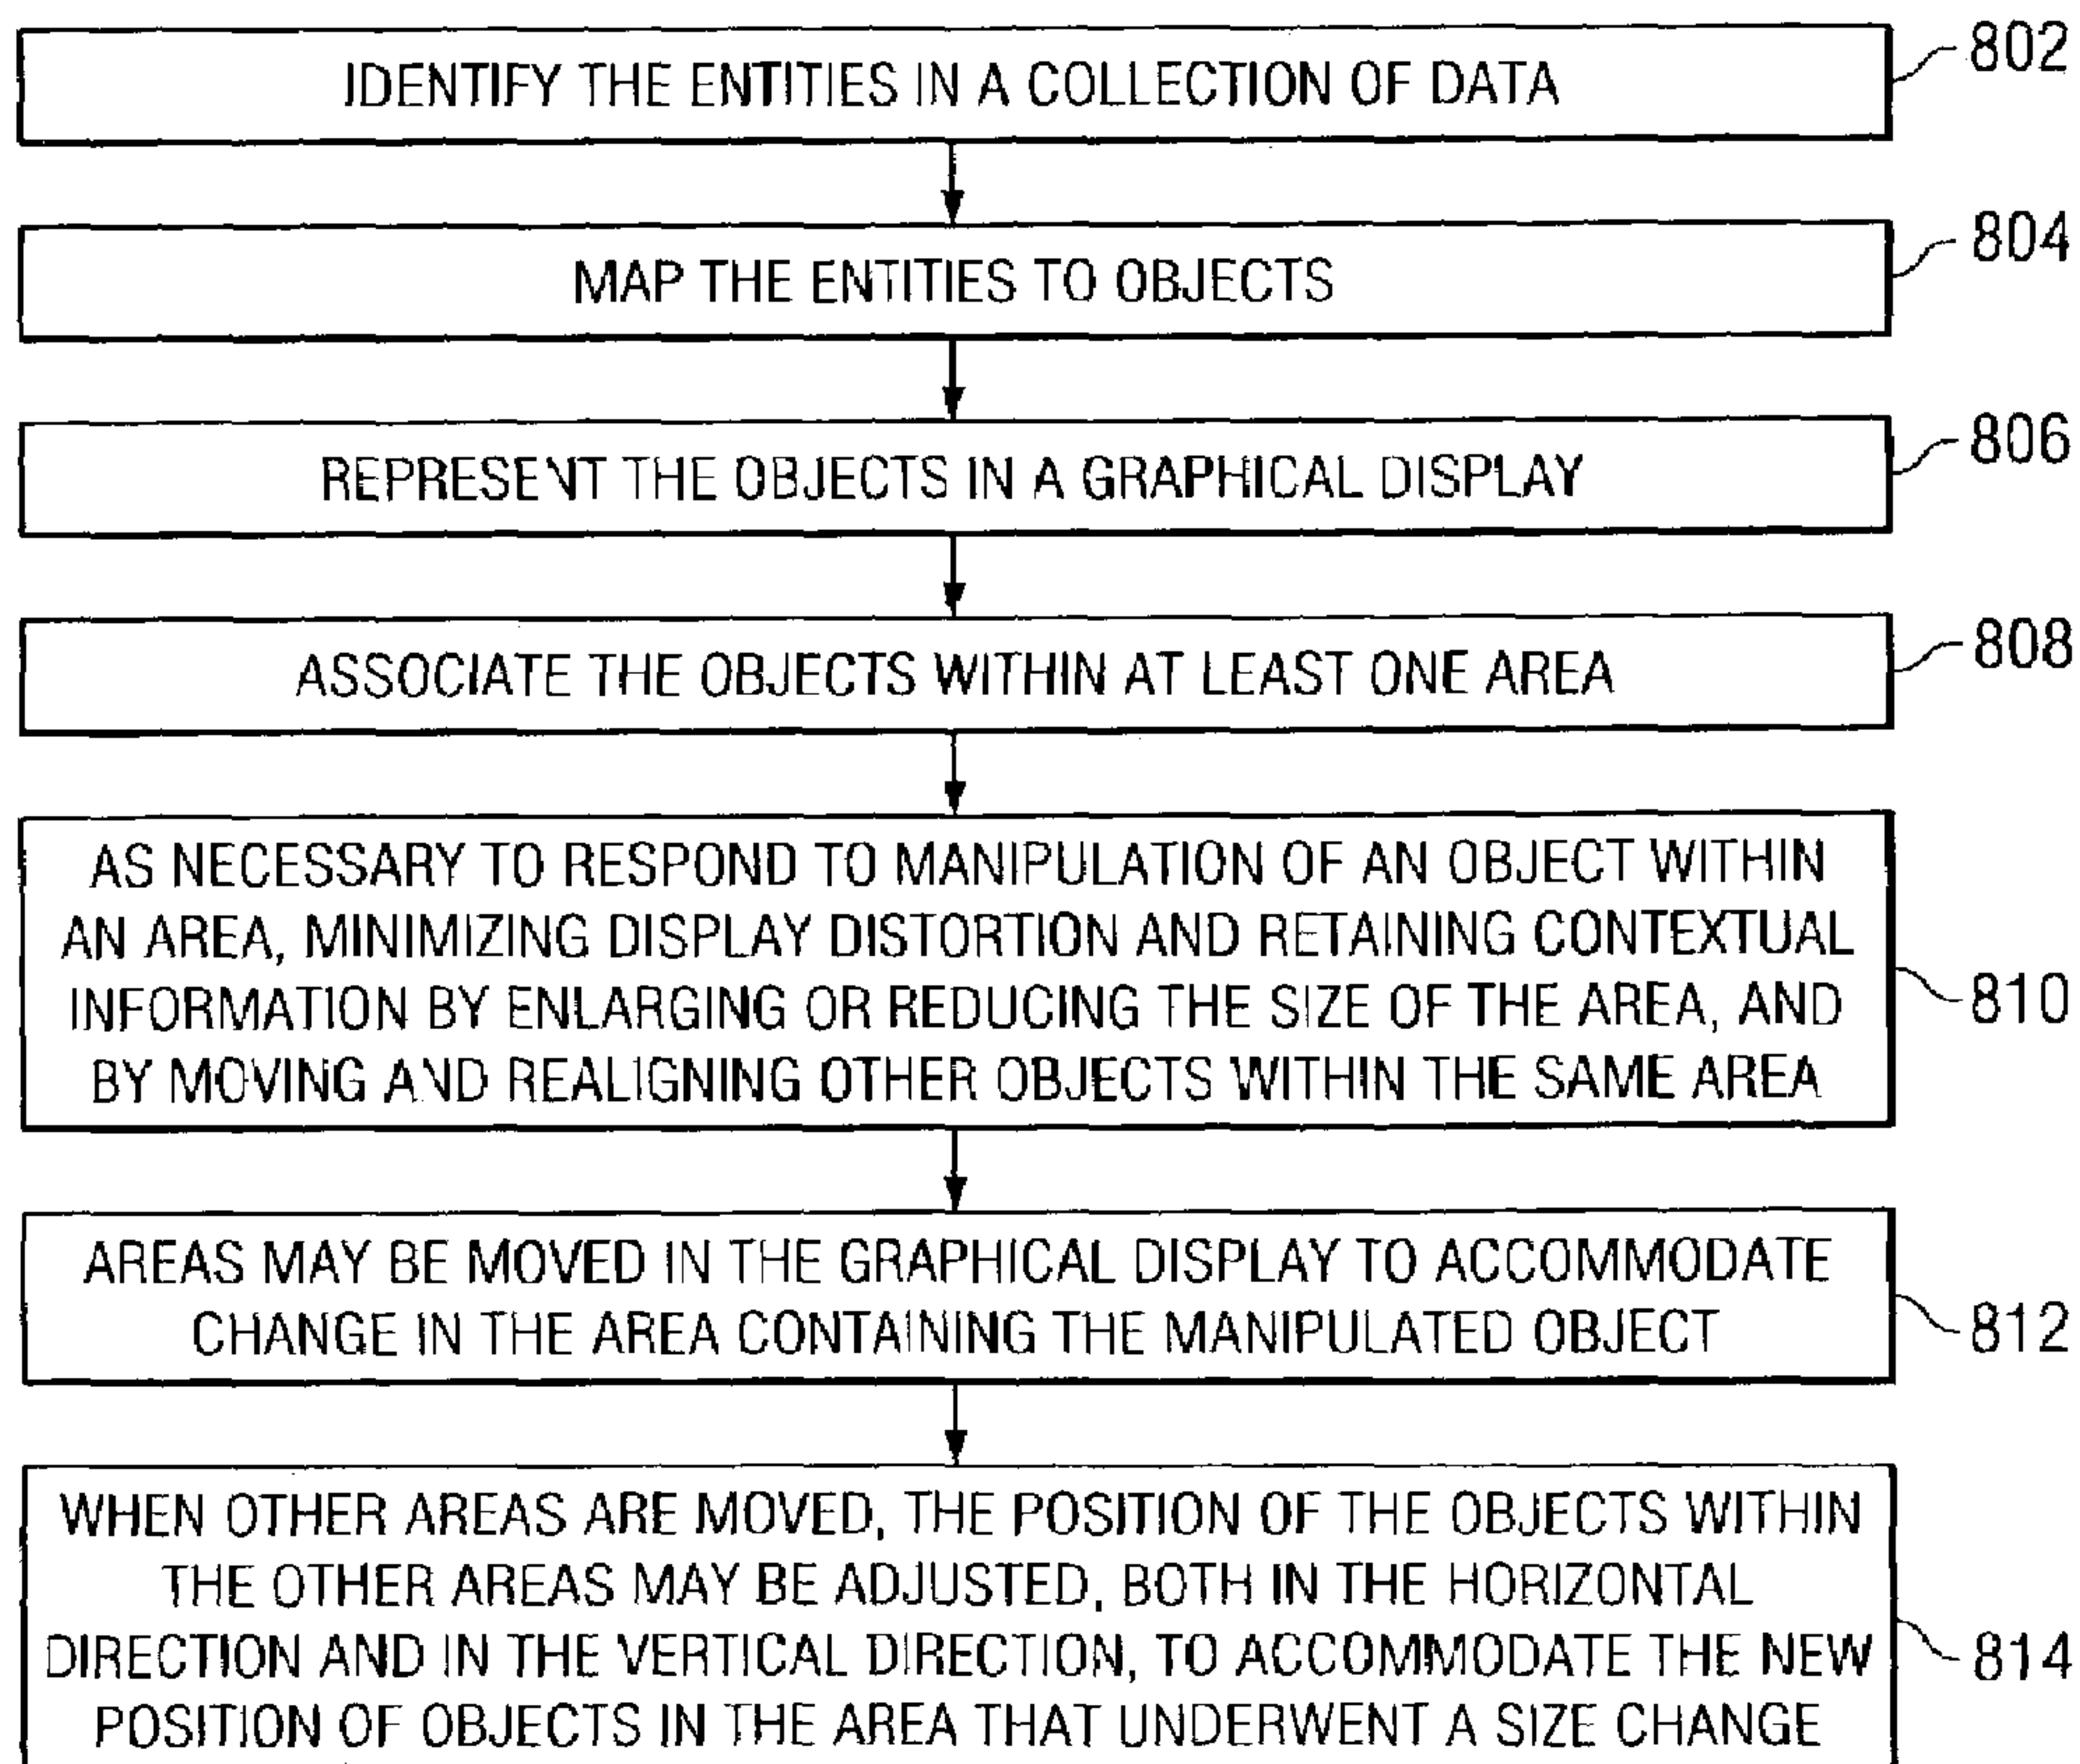 IDENTIFY THE ENTITIES IN A COLLECTION OF DATA
802
MAP THE ENTITIES TO OBJECTS
804
REPRESENT THE OBJECTS IN A GRAPHICAL DISPLAY
806
ASSOCIATE THE OBJECTS WITHIN AT LEAST ONE AREA
808
AS NECESSARY TO RESPOND TO MANIPULATION OF AN OBJECT WITHIN
AN AREA, MINIMIZING DISPLAY DISTORTION AND RETAINING CONTEXTUAL
INFORMATION BY ENLARGING OR REDUCING THE SIZE OF THE AREA, AND
BY MOVING AND REALIGNING OTHER OBJECTS WITHIN THE SAME AREA
810
AREAS MAY BE MOVED IN THE GRAPHICAL DISPLAY TO ACCOMMODATE
CHANGE IN THE AREA CONTAINING THE MANIPULATED OBJECT
812
WHEN OTHER AREAS ARE MOVED, THE POSITION OF THE OBJECTS WITHIN
THE OTHER AREAS MAY BE ADJUSTED, BOTH IN THE HORIZONTAL
DIRECTION AND IN THE VERTICAL DIRECTION, TO ACCOMMODATE THE NEW
POSITION OF OBJECTS IN THE AREA THAT UNDERWENT A SIZE CHANGE
814